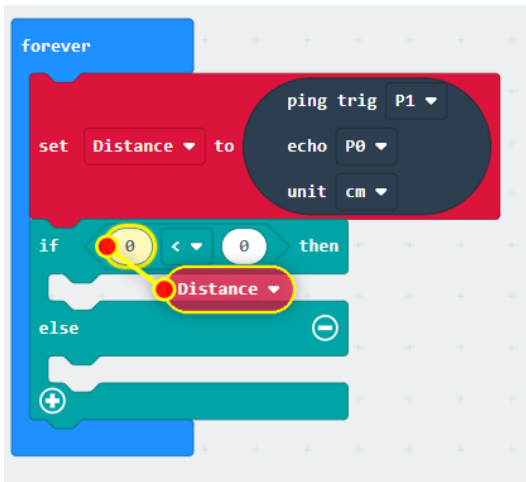 forever
ping trig P1
set Distance to echo P0
unit cm
if 0 < 0 then
Distance
else